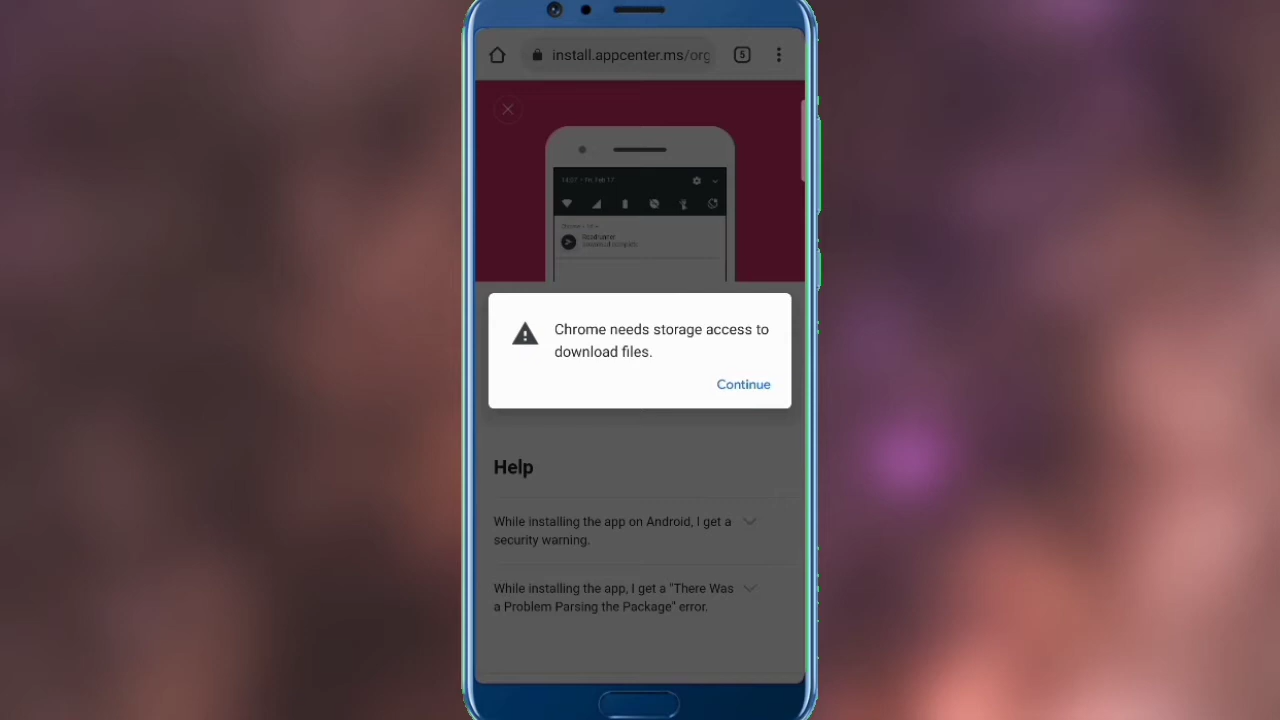 install.appcenter.ms/org
5
Chrome needs storage access to
download files.
Continue
Help
While installing the app on Android, I get a
security warning.
While installing the app, I get a "There Was
a Problem Parsing the Package" error.